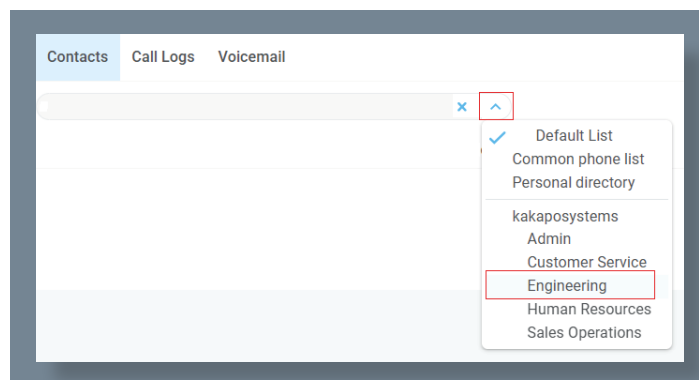 Contacts Call Logs Voicemail
Default List
Common phone list
Personal directory
kakaposystems
Admin
Customer Service
Engineering
Human Resources
Sales Operations